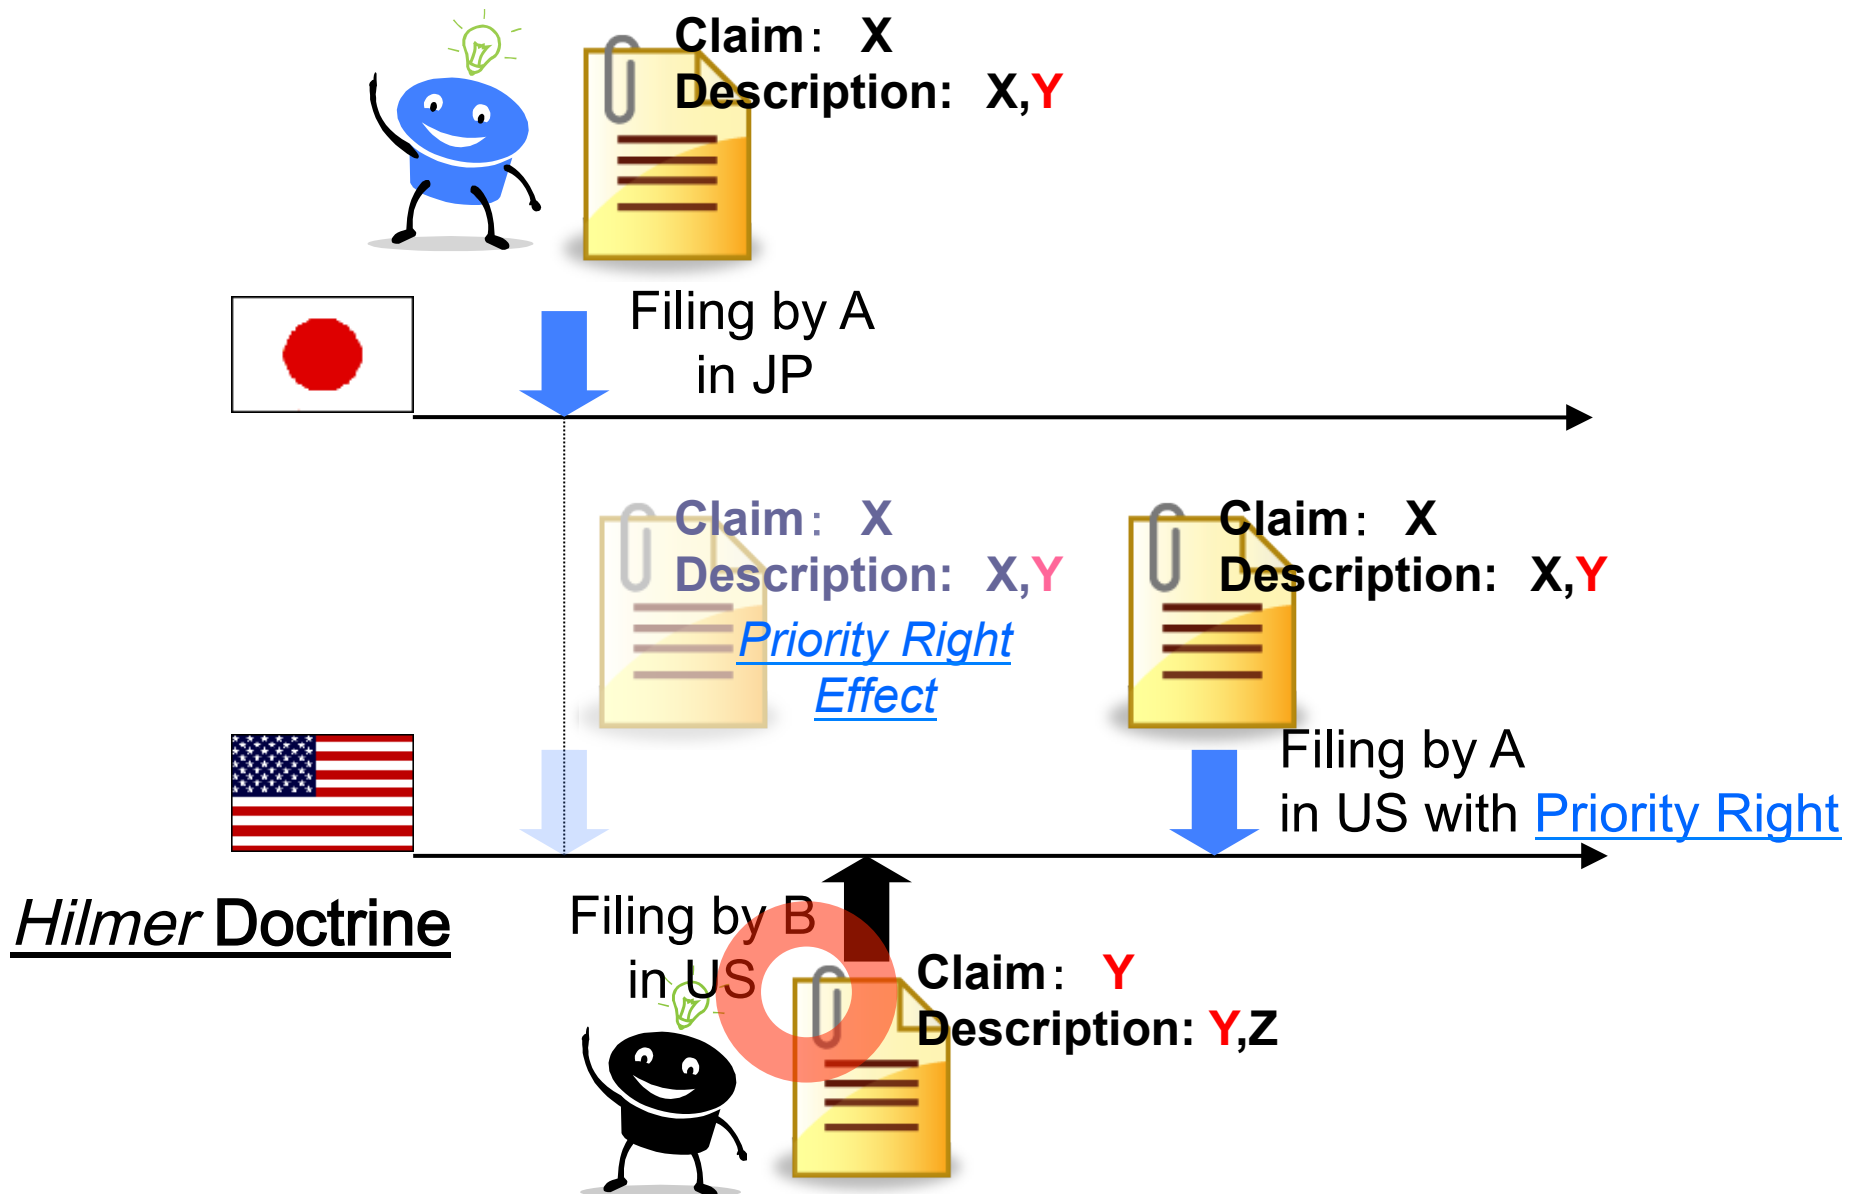 Claim： X
Description: X,Y
Filing by A
in JP
Claim： X
Description: X,Y
Priority Right
Effect
Claim： X
Description: X,Y
Filing by A
in US with Priority Right
Hilmer Doctrine
Filing by B
in US
Claim： Y
Description: Y,Z